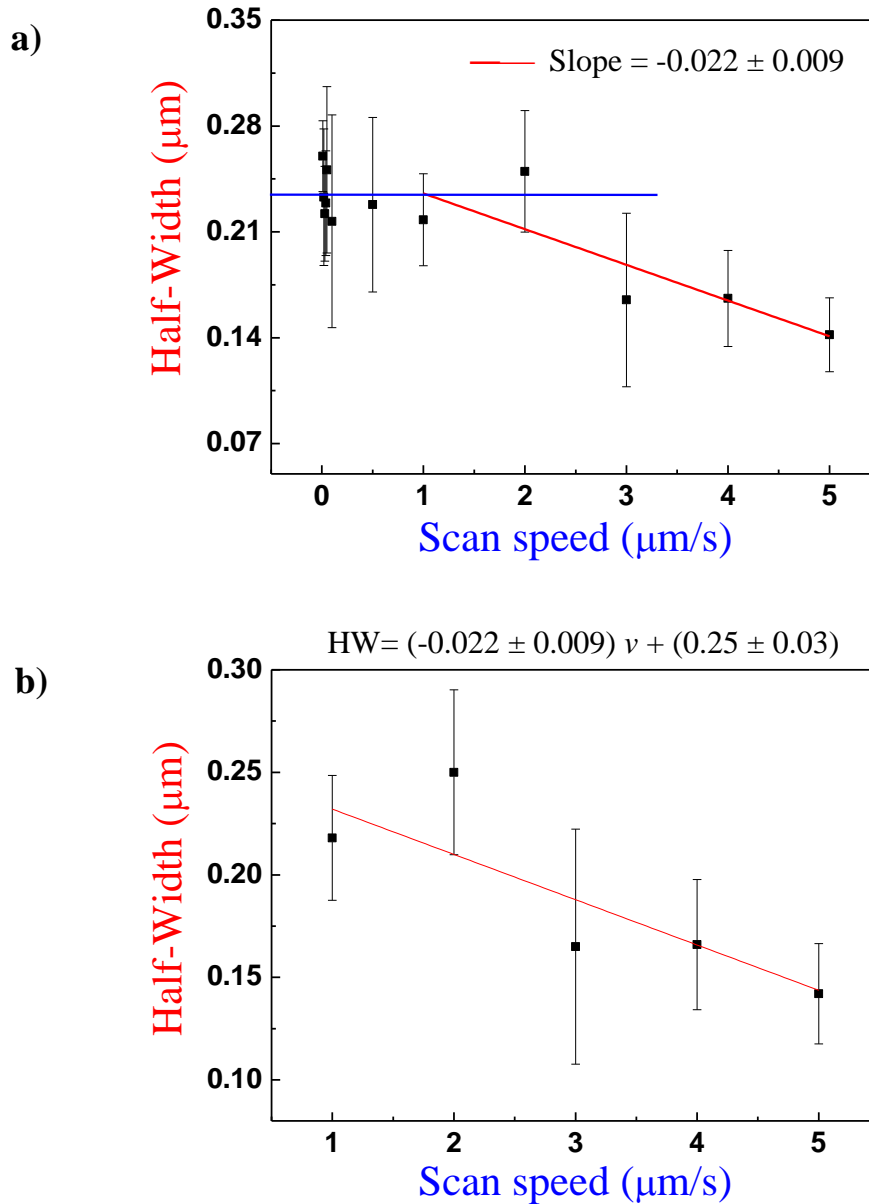 a)
0.35
0.28
0.21
0.14
0.07
Half-Width (μm)
Slope = -0.022 ± 0.009
0 1 2 3 4 5
Scan speed (μm/s)
HW= (-0.022 ± 0.009) v + (0.25 ± 0.03)
b)
0.30
0.25
0.20
0.15
0.10
Half-Width (μm)
1 2 3 4 5
Scan speed (μm/s)